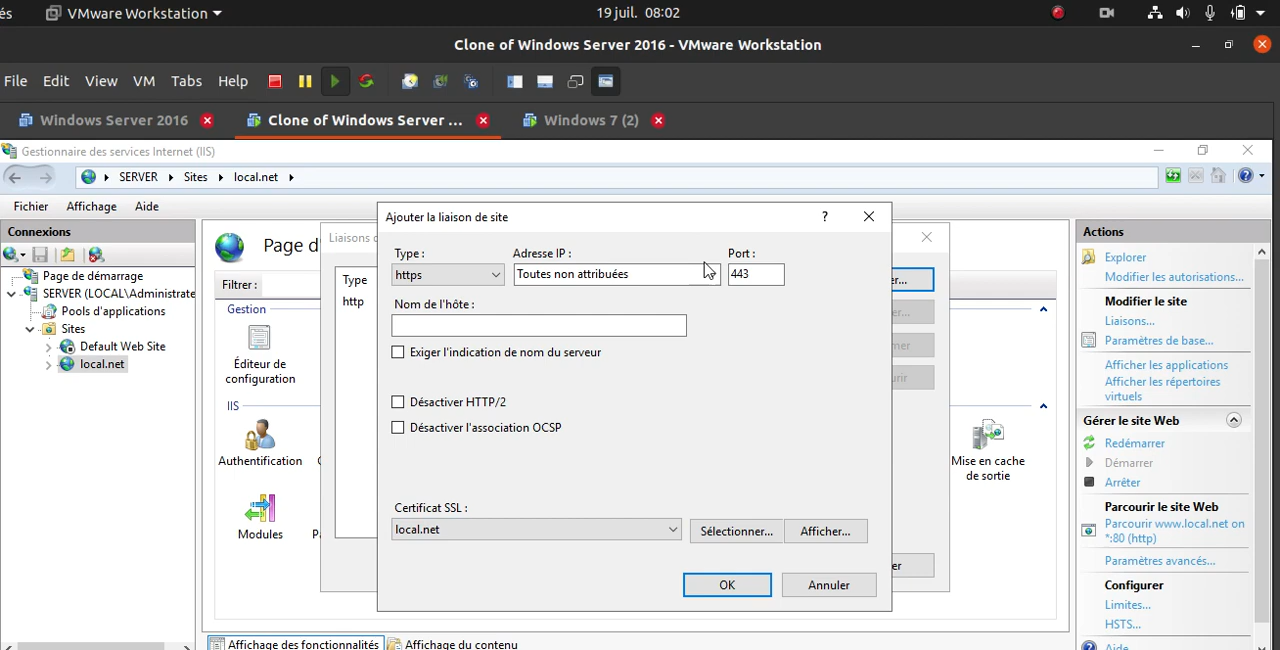 és VMware Workstation 19 juil. 08:02
Clone of Windows Server 2016 - VMware Workstation
File Edit View VM Tabs Help
Windows Server 2016 Clone of Windows Server ... Windows 7 (2)
Gestionnaire des services Internet (IIS)
SERVER Sites local.net
Fichier Affichage Aide
Connexions
Page de démarrage
SERVER (LOCAL\Administrate
Pools d'applications
Sites
Default Web Site
local.net
Page d
Filtrer :
Gestion
Éditeur de
configuration
IIS
Authentification
Modules
Liaisons d
Type
http
Ajouter la liaison de site
?
Type : Adresse IP : Port :
https Toutes non attribuées 443
Nom de l'hôte :
Exiger l'indication de nom du serveur
Désactiver HTTP/2
Désactiver l'association OCSP
Certificat SSL :
local.net Sélectionner... Afficher...
OK Annuler
Mise en cache
de sortie
Affichage des fonctionnalités Affichage du contenu
Actions
Explorer
Modifier les autorisations...
Modifier le site
Liaisons...
Paramètres de base...
Afficher les applications
Afficher les répertoires
virtuels
Gérer le site Web
Redémarrer
Démarrer
Arrêter
Parcourir le site Web
Parcourir www.local.net on
*:80 (http)
Paramètres avancés...
Configurer
Limites...
HSTS...
Aide